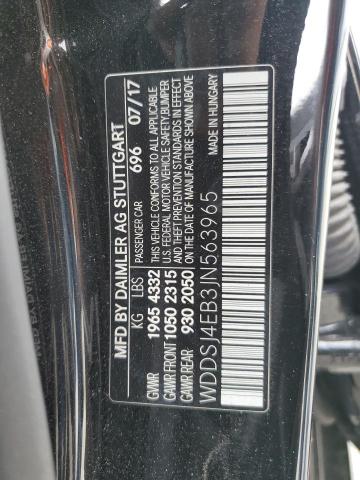 MFD BY DAIMLER AG STUTTGART
PASSENGER CAR 696 07/17
KG LBS
GVWR 1965 4332
GAWR FRONT 1050 2315
GAWR REAR 930 2050
THIS VEHICLE CONFORMS TO ALL APPLICABLE
U.S. FEDERAL MOTOR VEHICLE SAFETY,BUMPER
AND THEFT PREVENTION STANDARDS IN EFFECT
ON THE DATE OF MANUFACTURE SHOWN ABOVE
WDDSJ4EB3JN563965
MADE IN HUNGARY